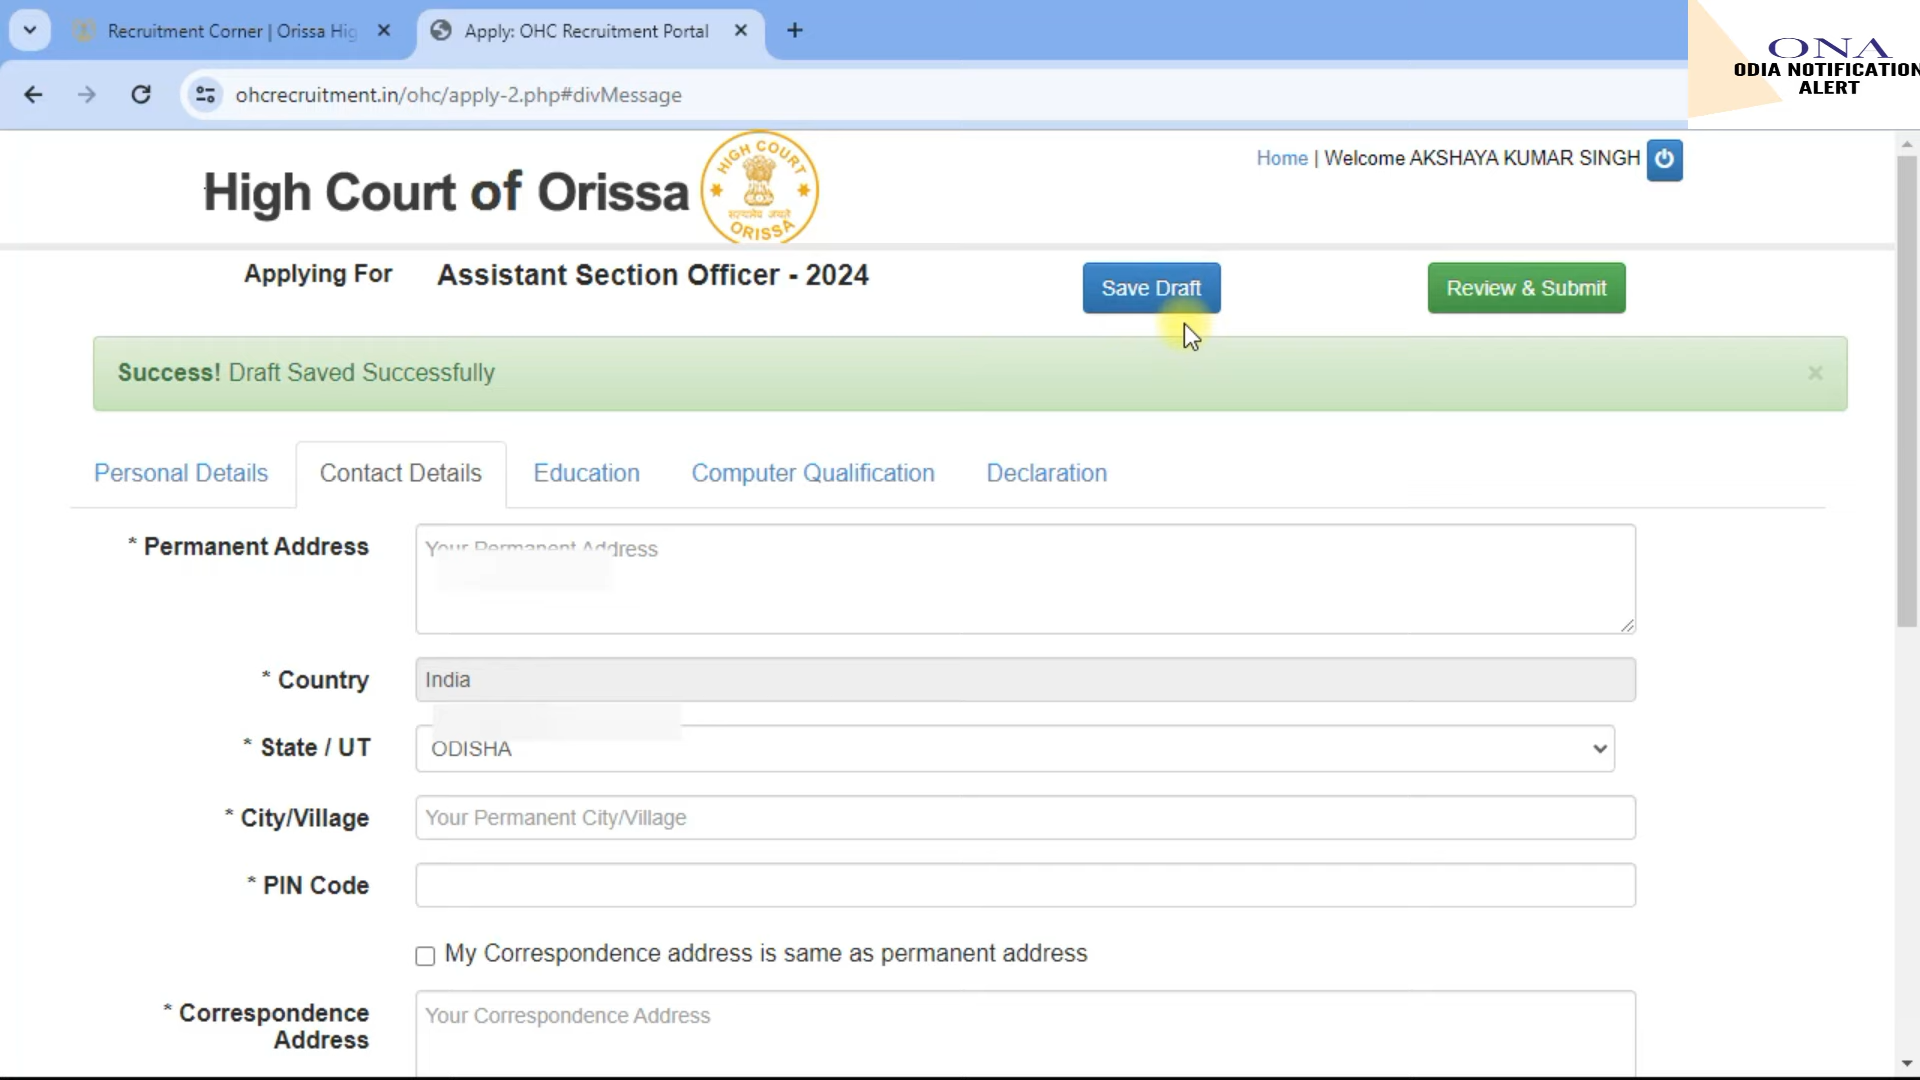 Recruitment Corner | Orissa Hig
Apply: OHC Recruitment Portal
ONA
ODIA NOTIFICATION
ALERT
ohcrecruitment.in/ohc/apply-2.php#divMessage
High Court of Orissa
HIGH COURT
सत्यमेव जयते
ORISSA
Home | Welcome AKSHAYA KUMAR SINGH
Applying For Assistant Section Officer - 2024
Save Draft
Review & Submit
Success! Draft Saved Successfully
×
Personal Details
Contact Details
Education
Computer Qualification
Declaration
* Permanent Address
Your Permanent Address
* Country
India
* State / UT
ODISHA
* City/Village
Your Permanent City/Village
* PIN Code
My Correspondence address is same as permanent address
* Correspondence
Address
Your Correspondence Address